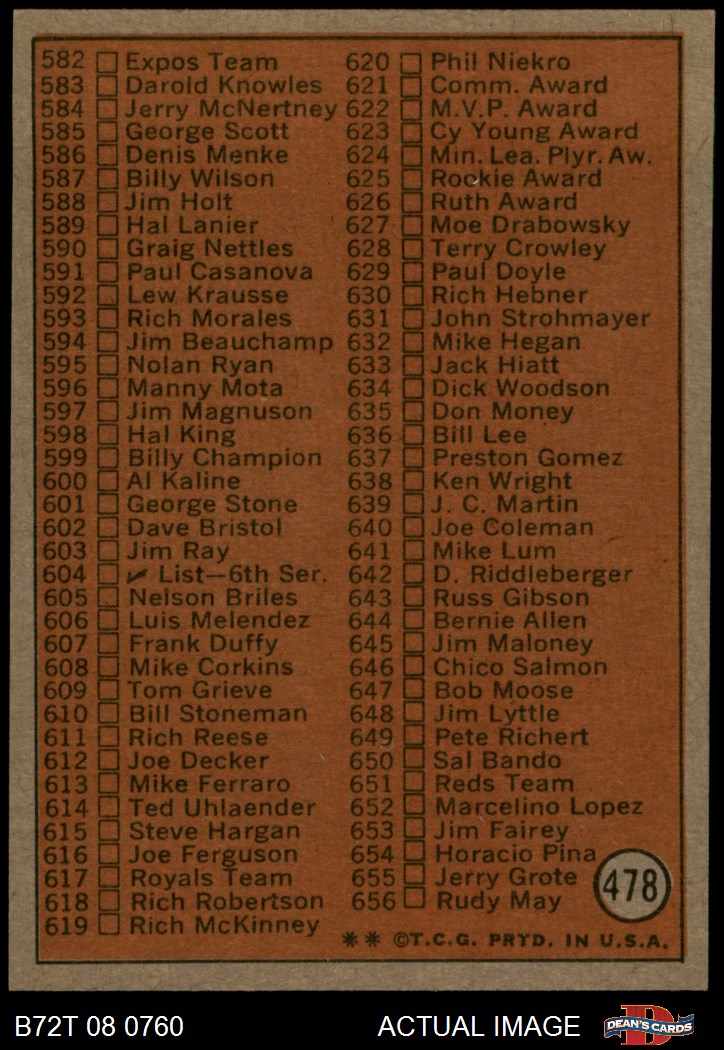 582 Expos Team
583 Darold Knowles
584 Jerry McNertney
585 George Scott
586 Denis Menke
587 Billy Wilson
588 Jim Holt
589 Hal Lanier
590 Graig Nettles
591 Paul Casanova
592 Lew Krausse
593 Rich Morales
594 Jim Beauchamp
595 Nolan Ryan
596 Manny Mota
597 Jim Magnuson
598 Hal King
599 Billy Champion
600 Al Kaline
601 George Stone
602 Dave Bristol
603 Jim Ray
604 ✔ List—6th Ser.
605 Nelson Briles
606 Luis Melendez
607 Frank Duffy
608 Mike Corkins
609 Tom Grieve
610 Bill Stoneman
611 Rich Reese
612 Joe Decker
613 Mike Ferraro
614 Ted Uhlaender
615 Steve Hargan
616 Joe Ferguson
617 Royals Team
618 Rich Robertson
619 Rich McKinney
620 Phil Niekro
621 Comm. Award
622 M.V.P. Award
623 Cy Young Award
624 Min. Lea. Plyr. Aw.
625 Rookie Award
626 Ruth Award
627 Moe Drabowsky
628 Terry Crowley
629 Paul Doyle
630 Rich Hebner
631 John Strohmayer
632 Mike Hegan
633 Jack Hiatt
634 Dick Woodson
635 Don Money
636 Bill Lee
637 Preston Gomez
638 Ken Wright
639 J. C. Martin
640 Joe Coleman
641 Mike Lum
642 D. Riddleberger
643 Russ Gibson
644 Bernie Allen
645 Jim Maloney
646 Chico Salmon
647 Bob Moose
648 Jim Lyttle
649 Pete Richert
650 Sal Bando
651 Reds Team
652 Marcelino Lopez
653 Jim Fairey
654 Horacio Pina
655 Jerry Grote
656 Rudy May
478
** ©T.C.G. PRTD. IN U.S.A.
B72T 08 0760
ACTUAL IMAGE
D
DEAN'S CARDS